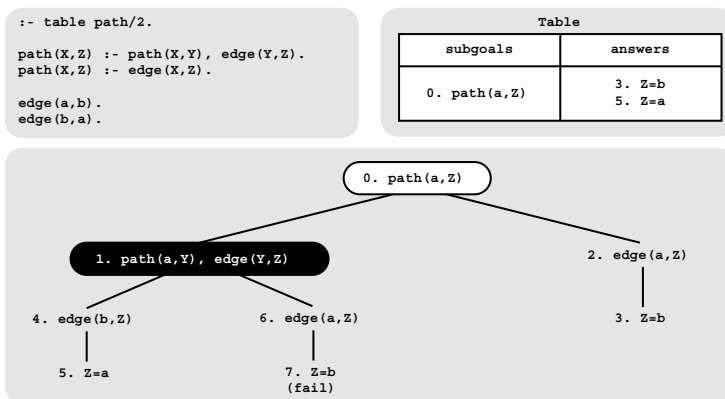 :- table path/2.
path(X,Z) :- path(X,Y), edge(Y,Z).
path(X,Z) :- edge(X,Z).
edge(a,b).
edge(b,a).
Table
subgoals answers
0. path(a,Z)
3. Z=b
5. Z=a
0. path(a,Z)
1. path(a,Y), edge(Y,Z)
2. edge(a,Z)
4. edge(b,Z)
6. edge(a,Z)
3. Z=b
5. Z=a
7. Z=b
(fail)